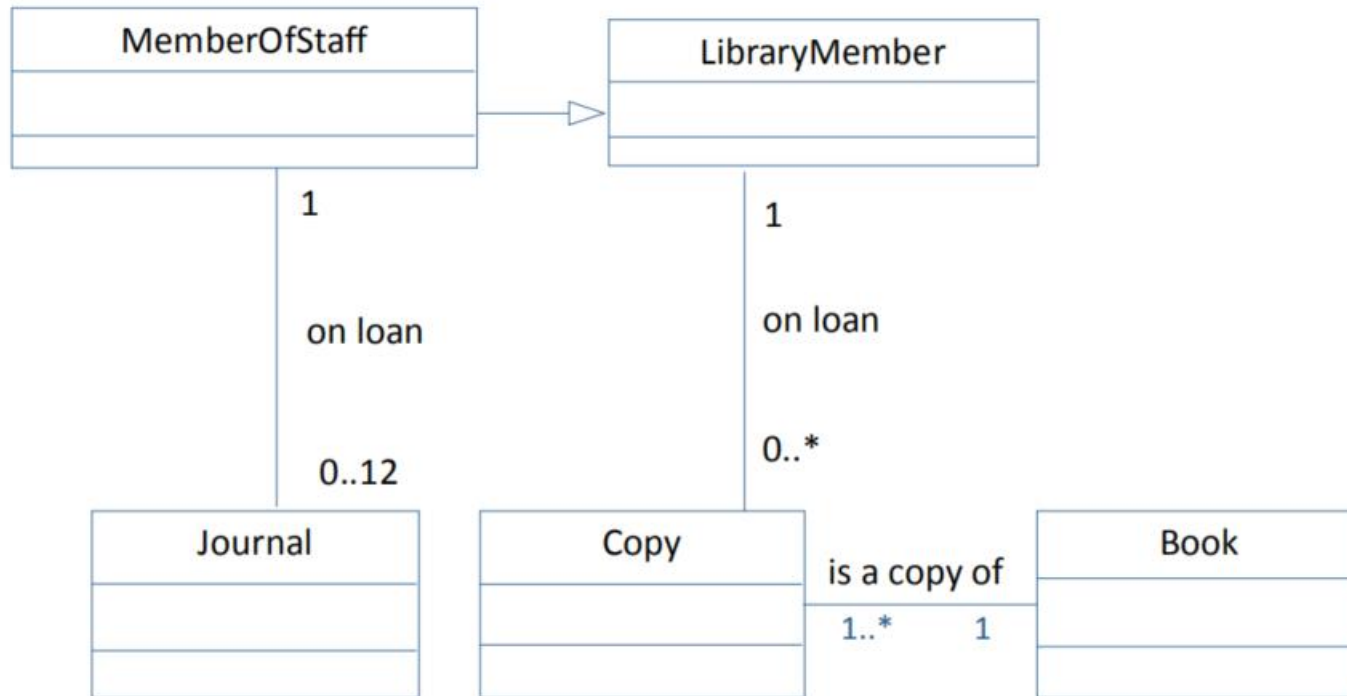 MemberOfStaff
LibraryMember
1
1
on loan
on loan
0..12
0..*
Journal
Copy
is a copy of
1..*
1
Book